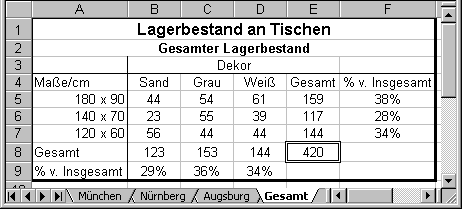 A B C D E F
1 Lagerbestand an Tischen
2 Gesamter Lagerbestand
3 Dekor
4 Maße/cm Sand Grau Weiß Gesamt % v. Insgesamt
5 180 x 90 44 54 61 159 38%
6 140 x 70 23 55 39 117 28%
7 120 x 60 56 44 44 144 34%
8 Gesamt 123 153 144 420
9 % v. Insgesamt 29% 36% 34%
München Nürnberg Augsburg Gesamt